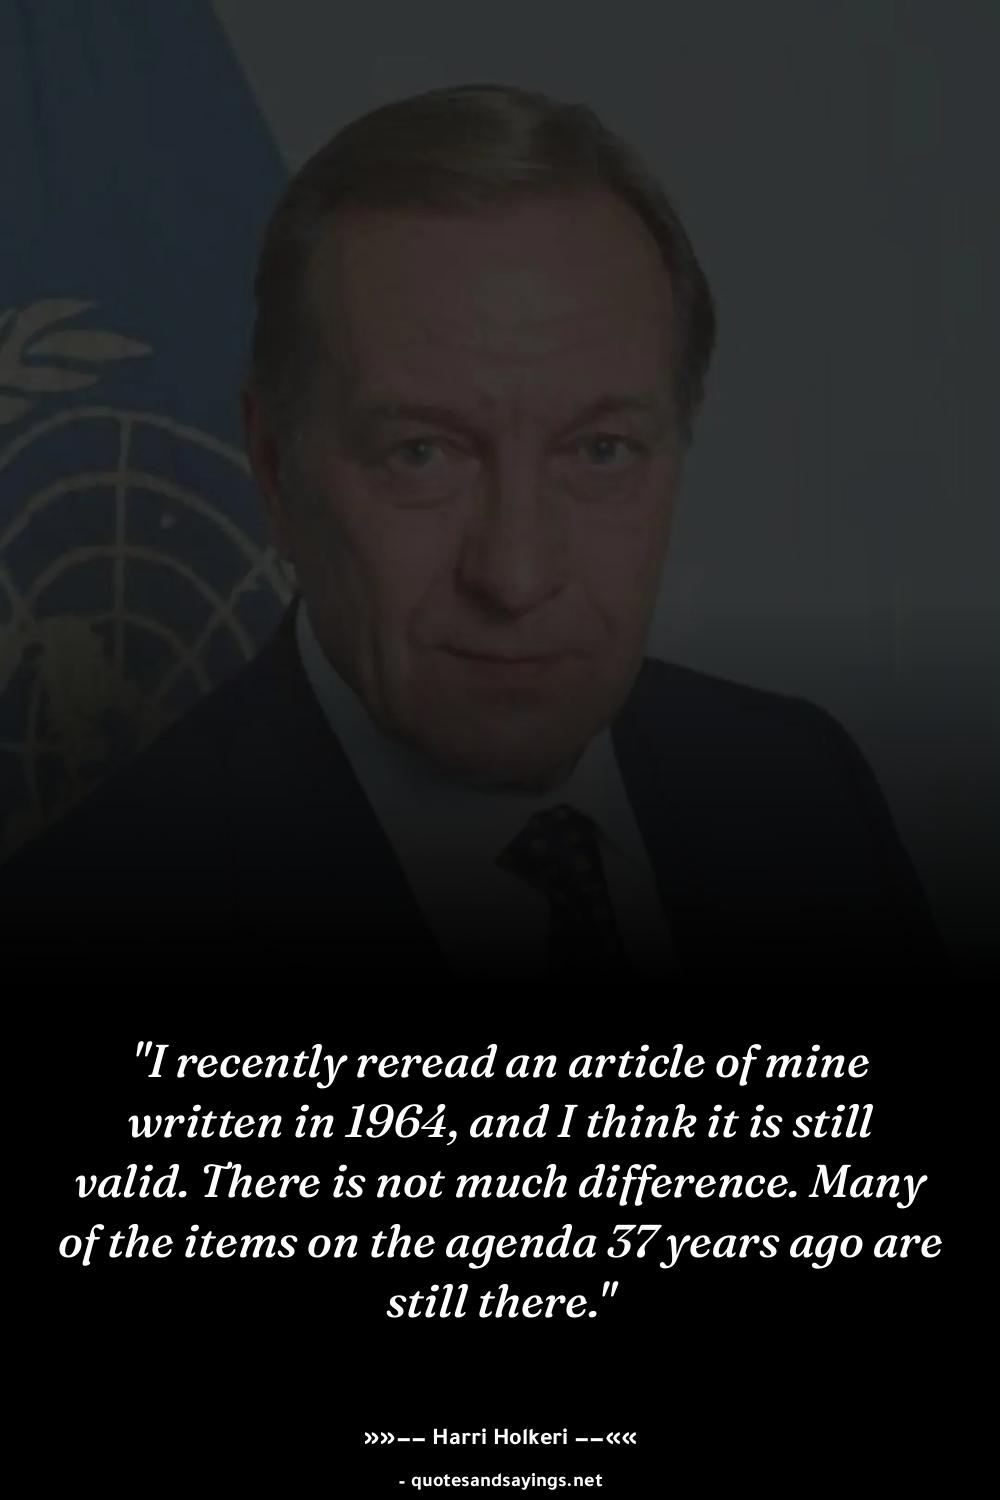 "I recently reread an article of mine
written in 1964, and I think it is still
valid. There is not much difference. Many
of the items on the agenda 37 years ago are
still there."
»»−− Harri Holkeri −−««
- quotesandsayings.net